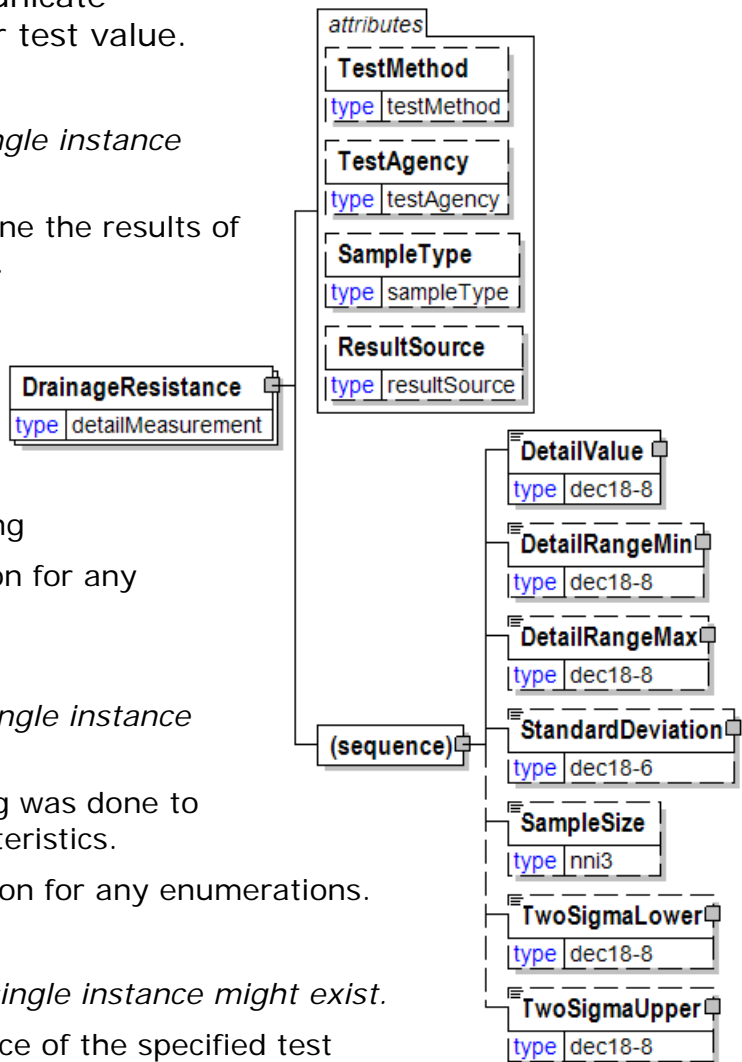 unicate
r test value.
ngle instance
ne the results of
.
ng
on for any
ngle instance
g was done to
teristics.
on for any enumerations.
single instance might exist.
ce of the specified test
attributes
TestMethod
type testMethod
TestAgency
type testAgency
SampleType
type sampleType
ResultSource
type resultSource
DrainageResistance
type detailMeasurement
(sequence)
DetailValue
type dec18-8
DetailRangeMin
type dec18-8
DetailRangeMax
type dec18-8
StandardDeviation
type dec18-6
SampleSize
type nni3
TwoSigmaLower
type dec18-8
TwoSigmaUpper
type dec18-8